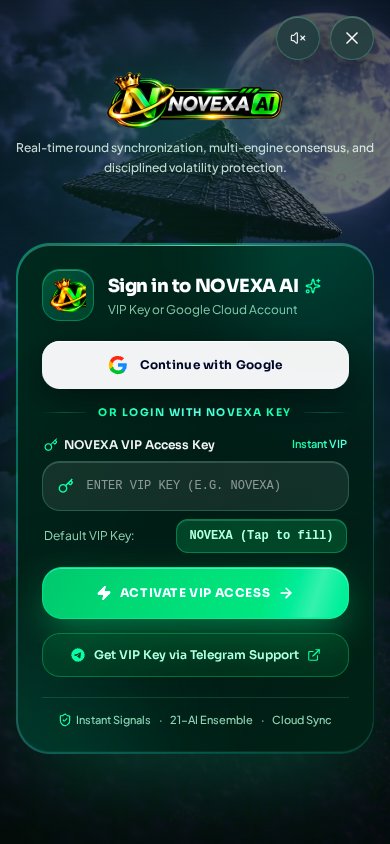 NOVEXA AI
Real-time round synchronization, multi-engine consensus, and
disciplined volatility protection.
Sign in to NOVEXA AI
VIP Key or Google Cloud Account
Continue with Google
OR LOGIN WITH NOVEXA KEY
NOVEXA VIP Access Key
Instant VIP
ENTER VIP KEY (E.G. NOVEXA)
Default VIP Key:
NOVEXA (Tap to fill)
ACTIVATE VIP ACCESS
Get VIP Key via Telegram Support
Instant Signals · 21-AI Ensemble · Cloud Sync